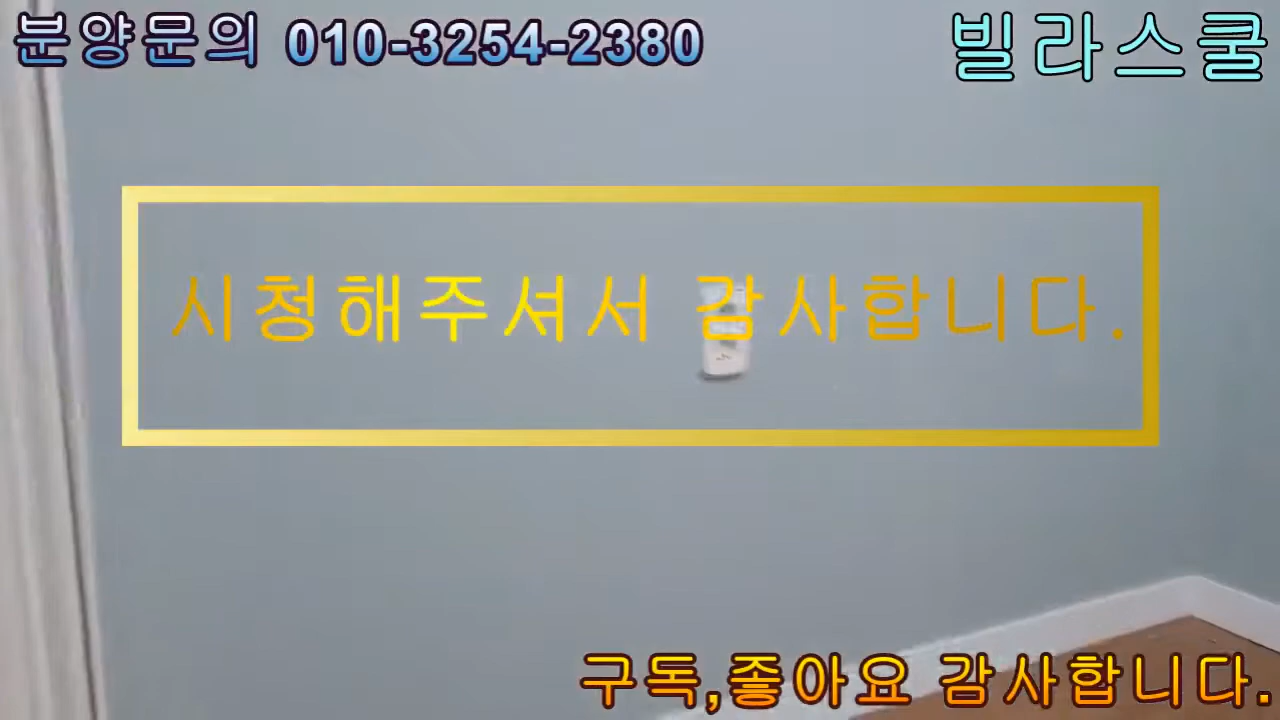 분양문의 010-3254-2380
빌라스쿨
시청해주셔서 감사합니다.
구독,좋아요 감사합니다.